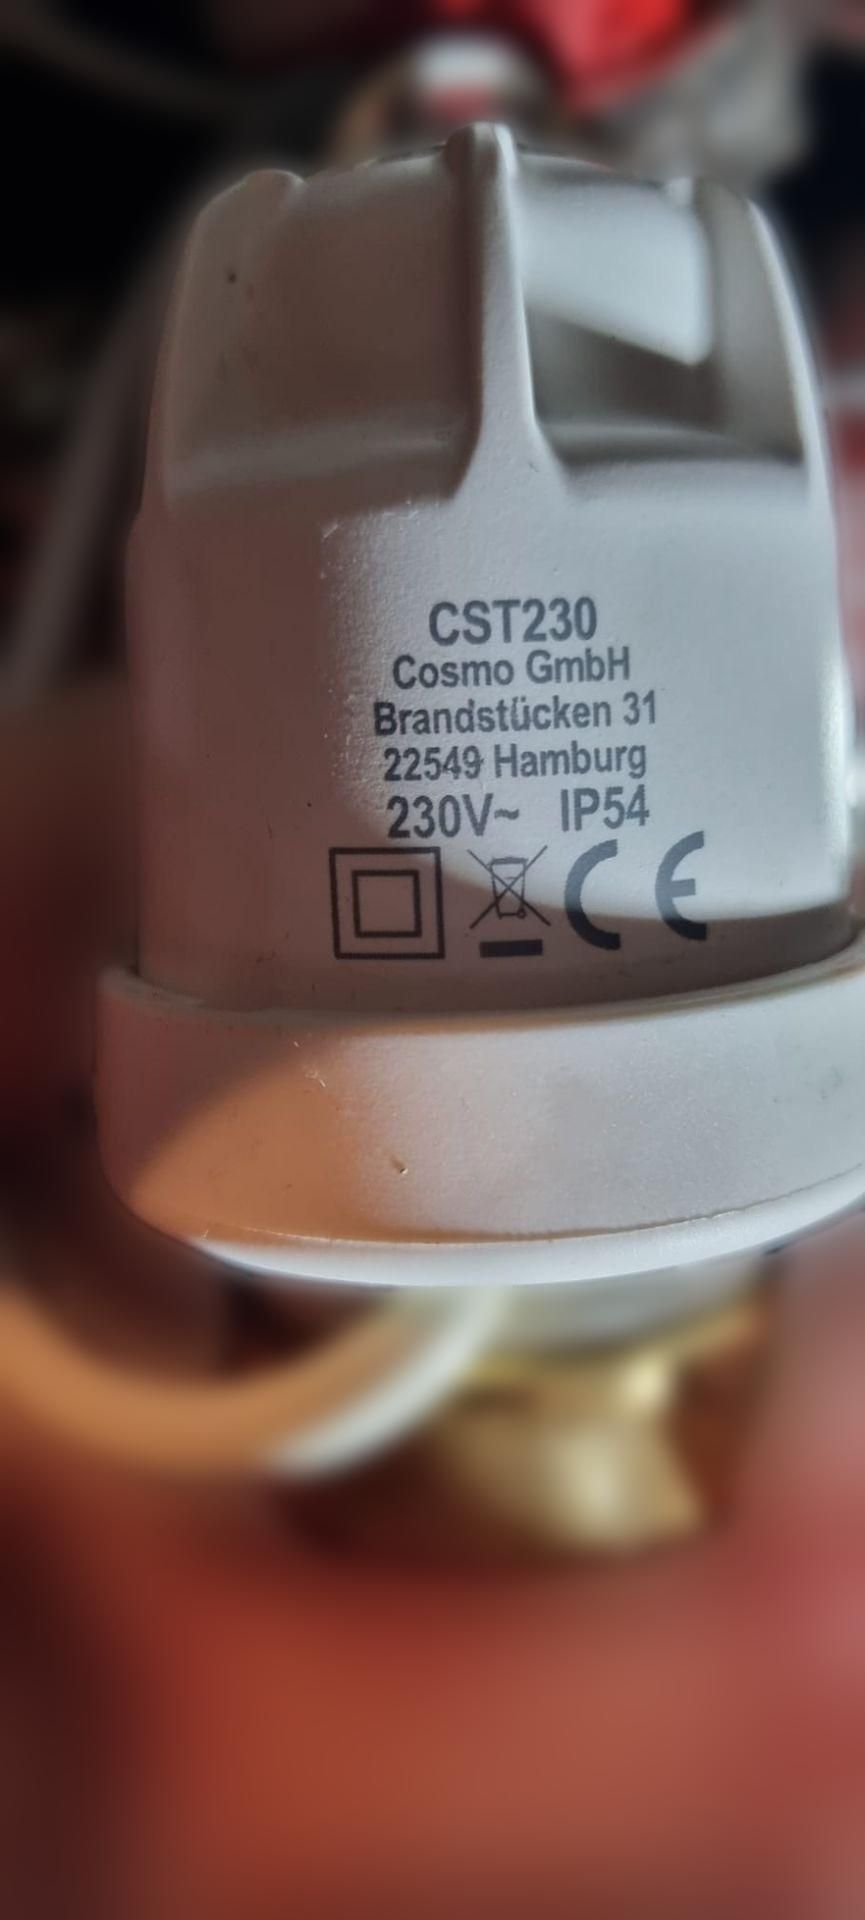 CST230
Cosmo GmbH
Brandstücken 31
22549 Hamburg
230V~ IP54
CE